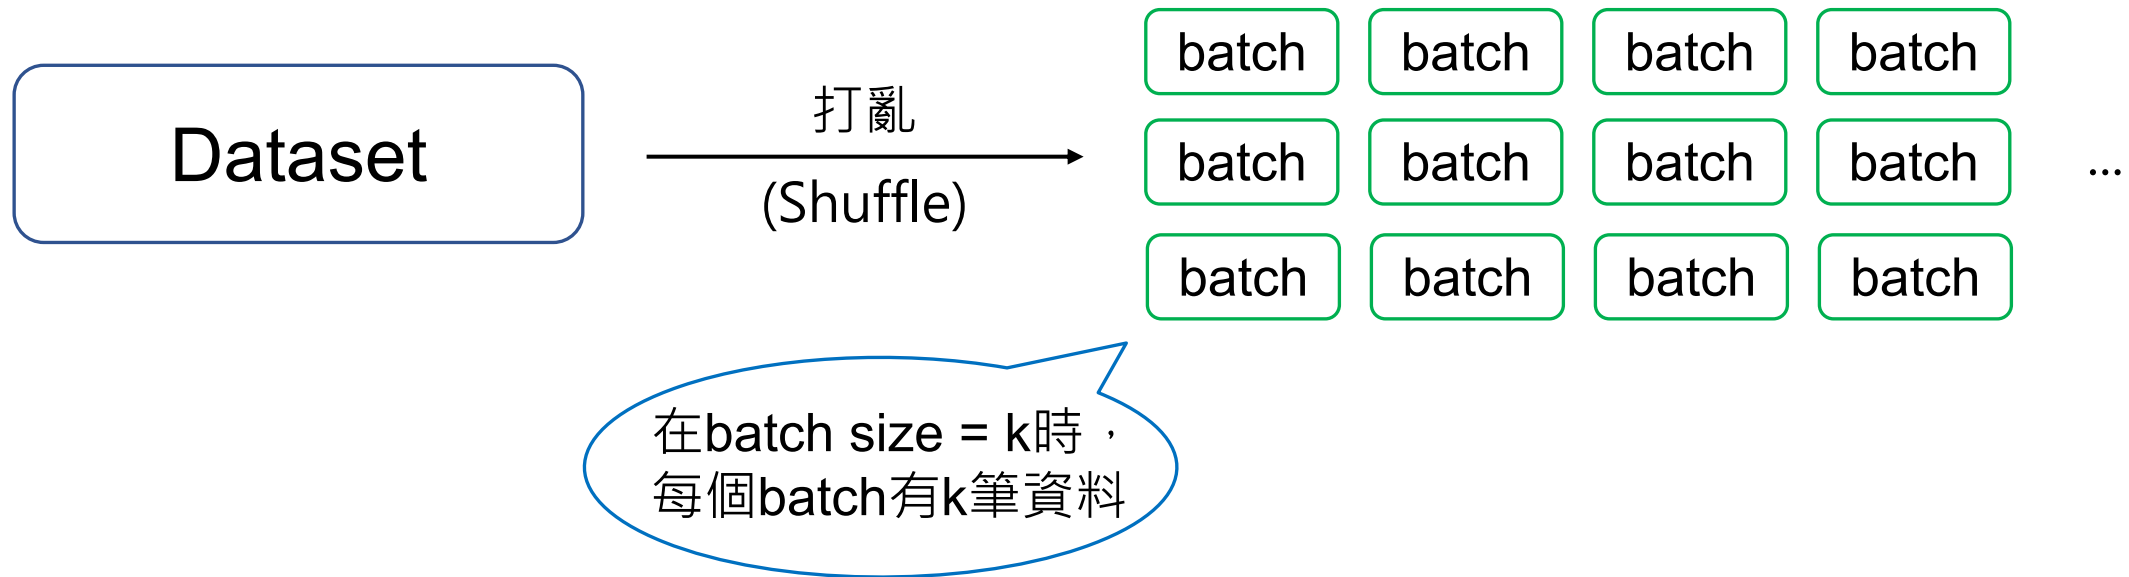 Dataset
打亂
(Shuffle)
batch batch batch batch
batch batch batch batch ...
batch batch batch batch
在batch size = k時，
每個batch有k筆資料